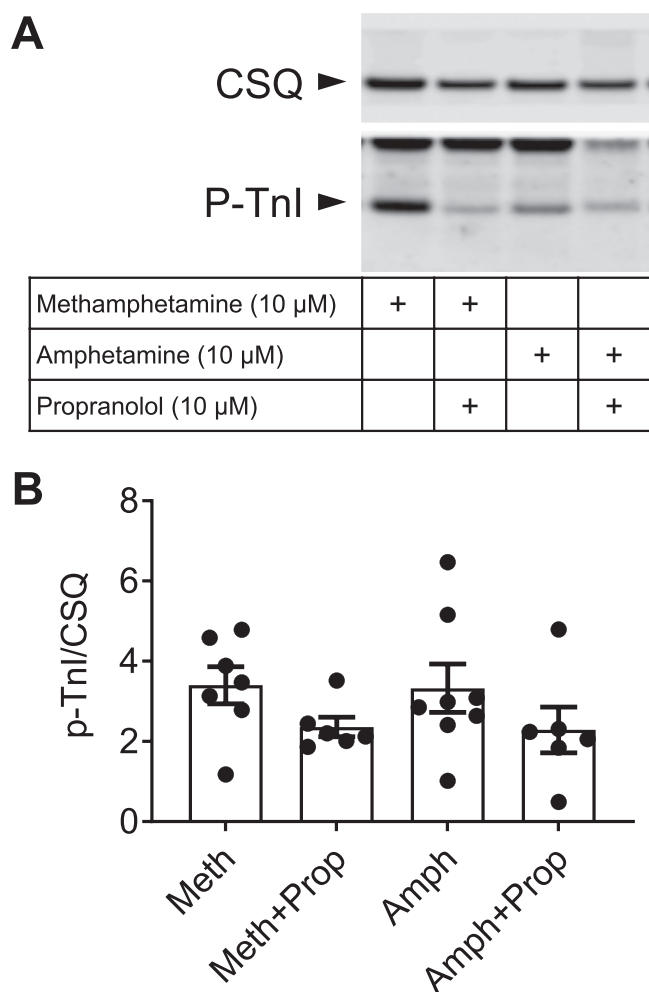 A
CSQ
P-TnI
Methamphetamine (10 µM) + +
Amphetamine (10 µM) + +
Propranolol (10 µM) + +
B
8
6
4
2
0
p-TnI/CSQ
Meth
Meth+Prop
Amph
Amph+Prop